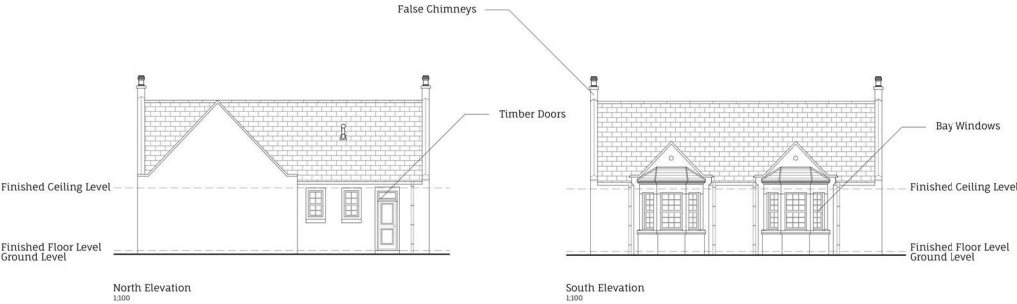 False Chimneys
Timber Doors
Bay Windows
Finished Ceiling Level
Finished Ceiling Level
Finished Floor Level
Ground Level
Finished Floor Level
Ground Level
North Elevation
1:100
South Elevation
1:100